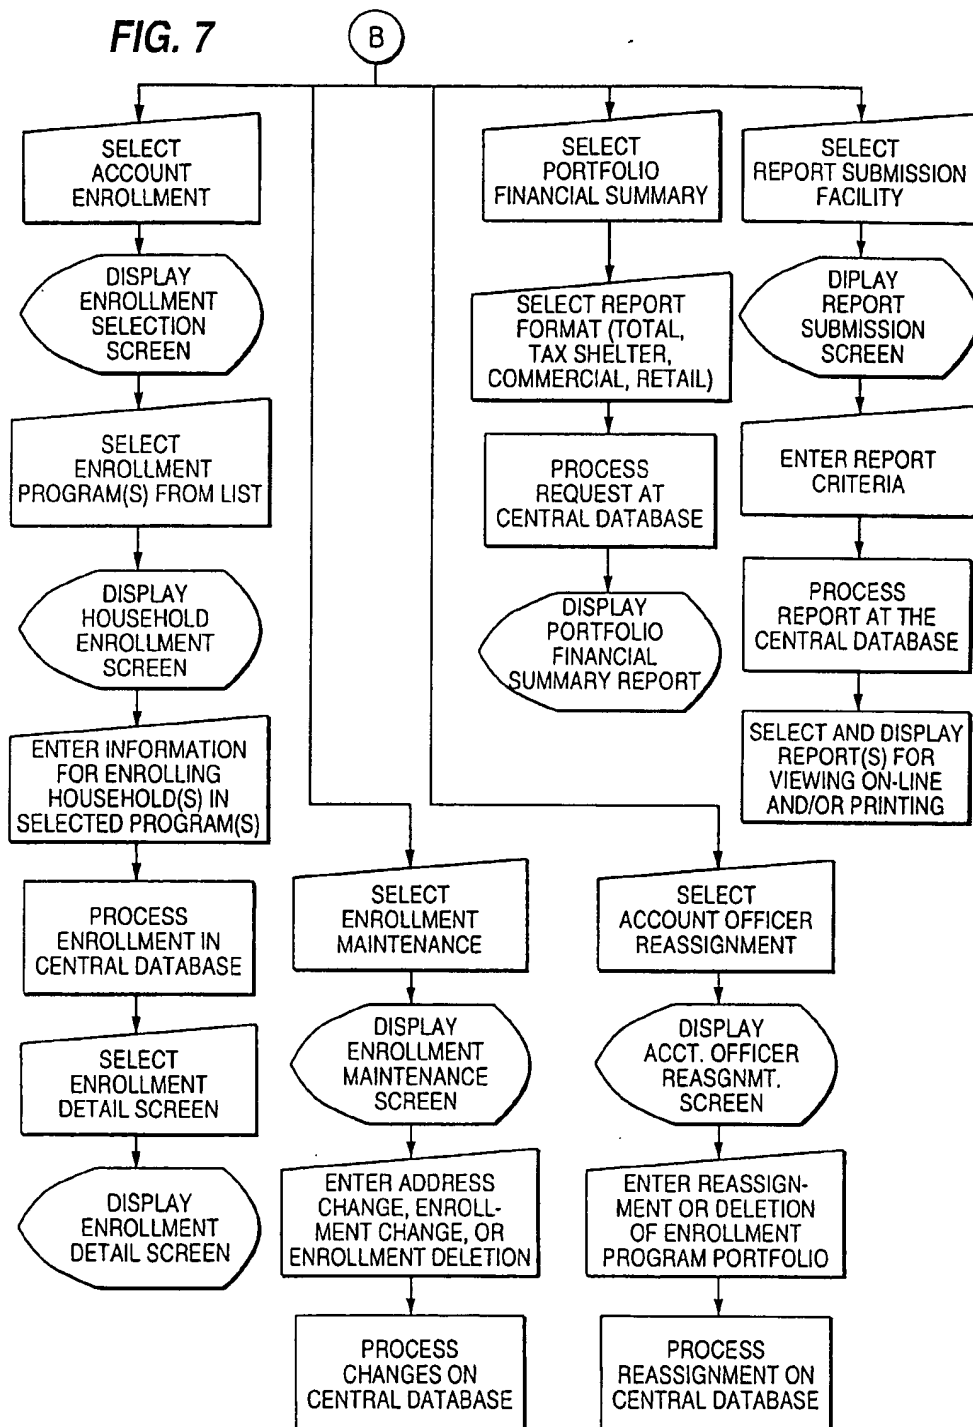 FIG. 7
B
SELECT
ACCOUNT
ENROLLMENT
DISPLAY
ENROLLMENT
SELECTION
SCREEN
SELECT
ENROLLMENT
PROGRAM(S) FROM LIST
DISPLAY
HOUSEHOLD
ENROLLMENT
SCREEN
ENTER INFORMATION
FOR ENROLLING
HOUSEHOLD(S) IN
SELECTED PROGRAM(S)
PROCESS
ENROLLMENT IN
CENTRAL DATABASE
SELECT
ENROLLMENT
DETAIL SCREEN
DISPLAY
ENROLLMENT
DETAIL SCREEN
SELECT
ENROLLMENT
MAINTENANCE
DISPLAY
ENROLLMENT
MAINTENANCE
SCREEN
ENTER ADDRESS
CHANGE, ENROLL-
MENT CHANGE, OR
ENROLLMENT DELETION
PROCESS
CHANGES ON
CENTRAL DATABASE
SELECT
ACCOUNT OFFICER
REASSIGNMENT
DISPLAY
ACCT. OFFICER
REASGNMT.
SCREEN
ENTER REASSIGN-
MENT OR DELETION
OF ENROLLMENT
PROGRAM PORTFOLIO
PROCESS
REASSIGNMENT ON
CENTRAL DATABASE
SELECT
PORTFOLIO
FINANCIAL SUMMARY
SELECT REPORT
FORMAT (TOTAL,
TAX SHELTER,
COMMERCIAL, RETAIL)
PROCESS
REQUEST AT
CENTRAL DATABASE
DISPLAY
PORTFOLIO
FINANCIAL
SUMMARY REPORT
SELECT
REPORT SUBMISSION
FACILITY
DIPLAY
REPORT
SUBMISSION
SCREEN
ENTER REPORT
CRITERIA
PROCESS
REPORT AT THE
CENTRAL DATABASE
SELECT AND DISPLAY
REPORT(S) FOR
VIEWING ON-LINE
AND/OR PRINTING